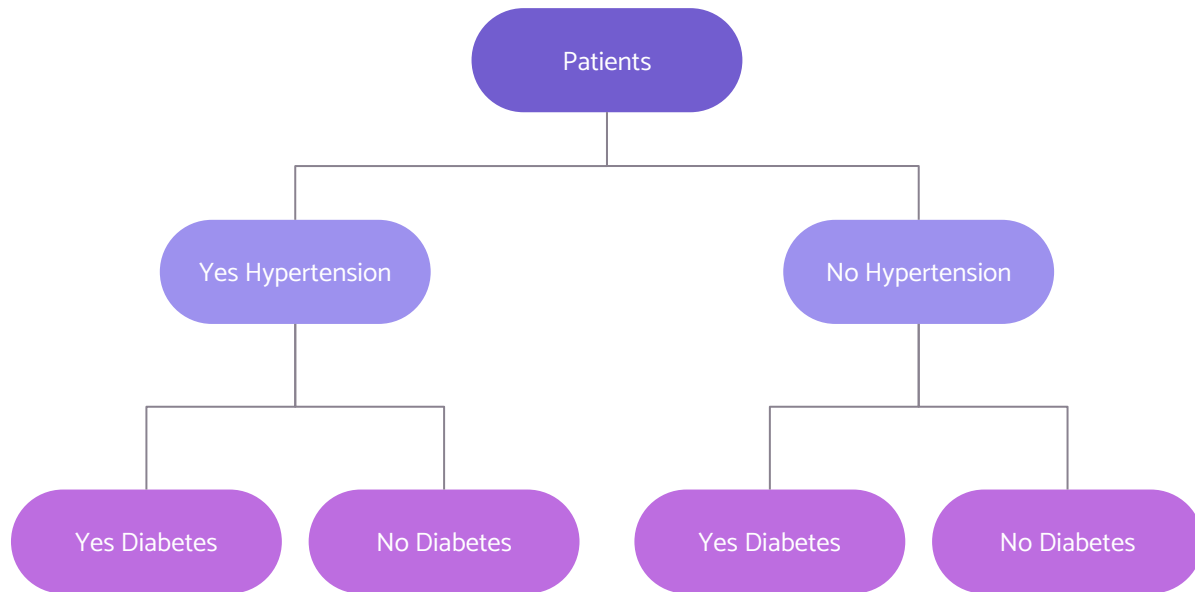 Patients
Yes Hypertension
No Hypertension
Yes Diabetes
No Diabetes
Yes Diabetes
No Diabetes